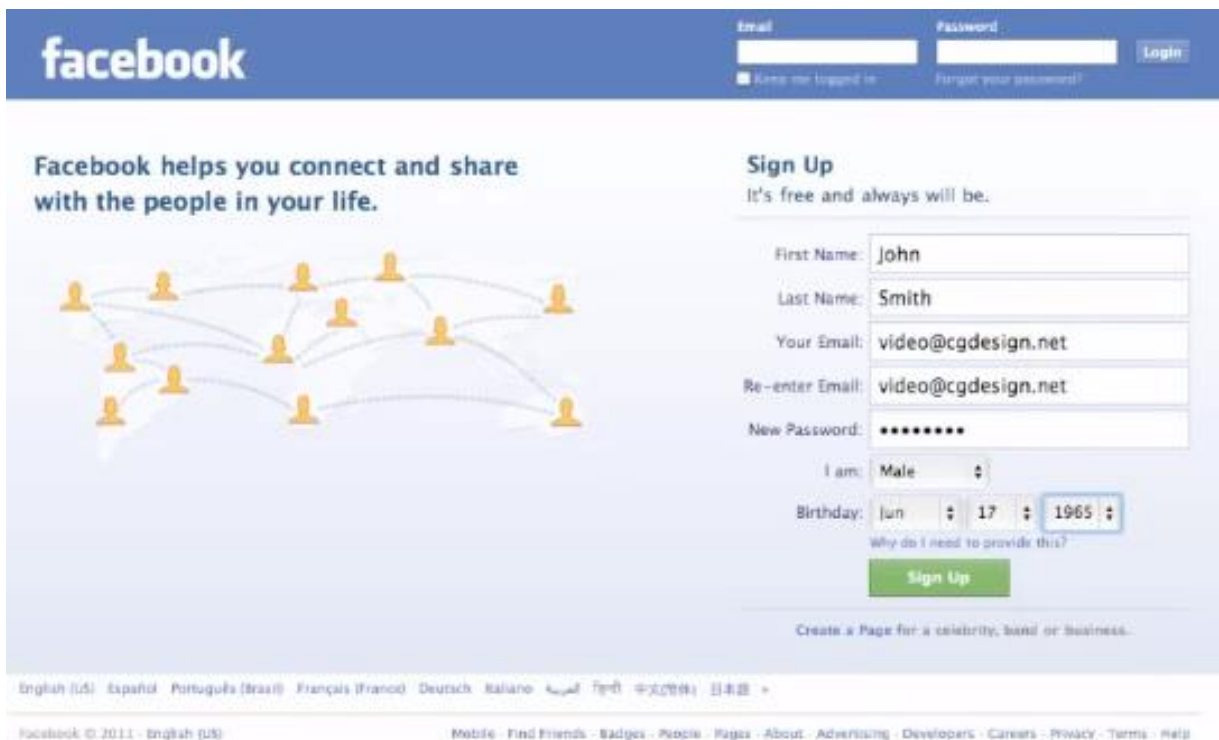 facebook
Email Password
Login
Keep me logged in Forgot your password?
Facebook helps you connect and share
with the people in your life.
Sign Up
It's free and always will be.
First Name: John
Last Name: Smith
Your Email: video@cgdesign.net
Re-enter Email: video@cgdesign.net
New Password: ••••••••
I am: Male
Birthday: Jun 17 1965
Why do I need to provide this?
Sign Up
Create a Page for a celebrity, band or business.
English (US) Español Português (Brasil) Français (France) Deutsch Italiano العربية हिन्दी 中文(简体) 日本語 »
Facebook © 2011 · English (US)
Mobile · Find Friends · Badges · People · Pages · About · Advertising · Developers · Careers · Privacy · Terms · Help